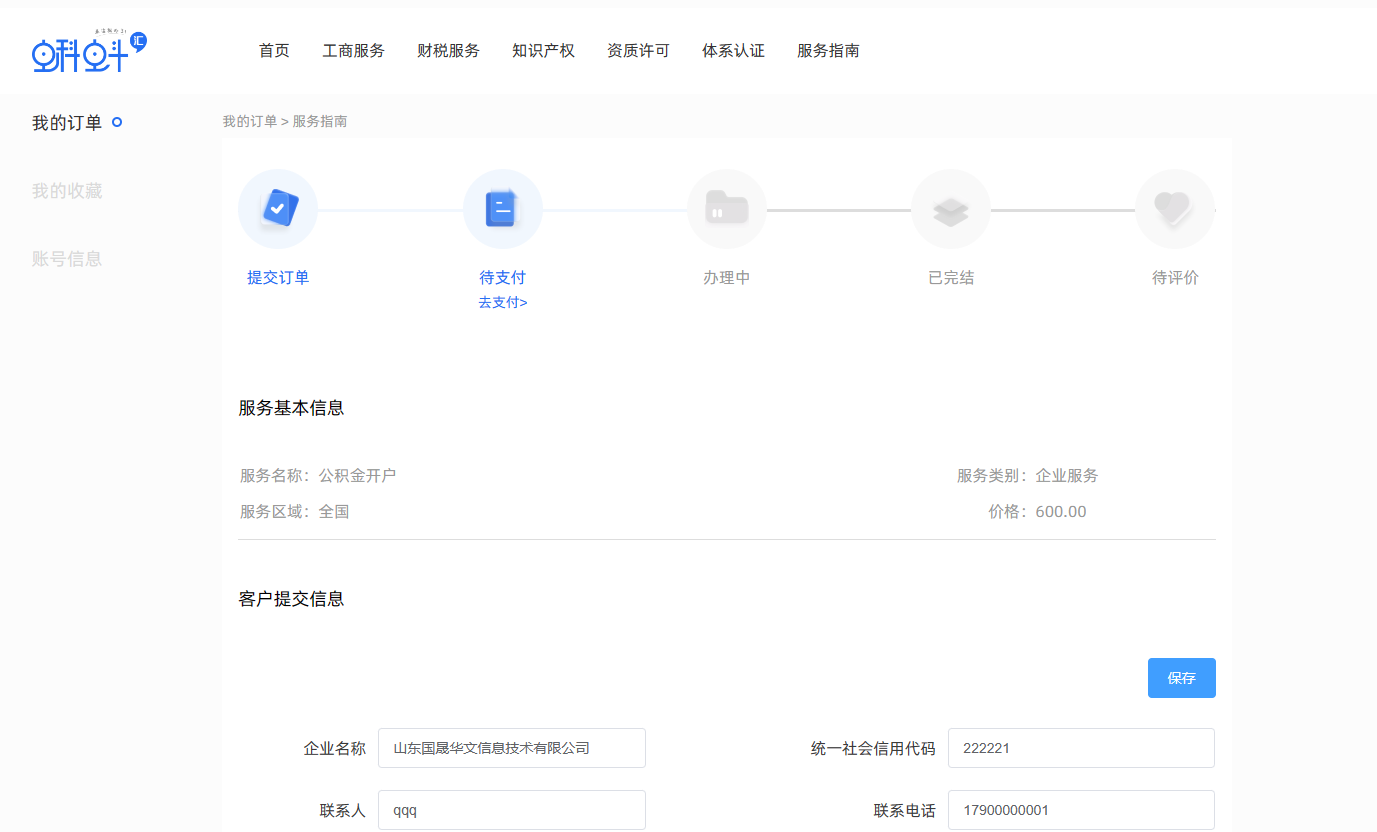 蝌蝌斗 汇
首页 工商服务 财税服务 知识产权 资质许可 体系认证 服务指南
我的订单
我的收藏
账号信息
我的订单 > 服务指南
提交订单 待支付 办理中 已完结 待评价
去支付>
服务基本信息
服务名称：公积金开户 服务类别：企业服务
服务区域：全国 价格：600.00
客户提交信息
保存
企业名称 山东国晟华文信息技术有限公司 统一社会信用代码 222221
联系人 qqq 联系电话 17900000001